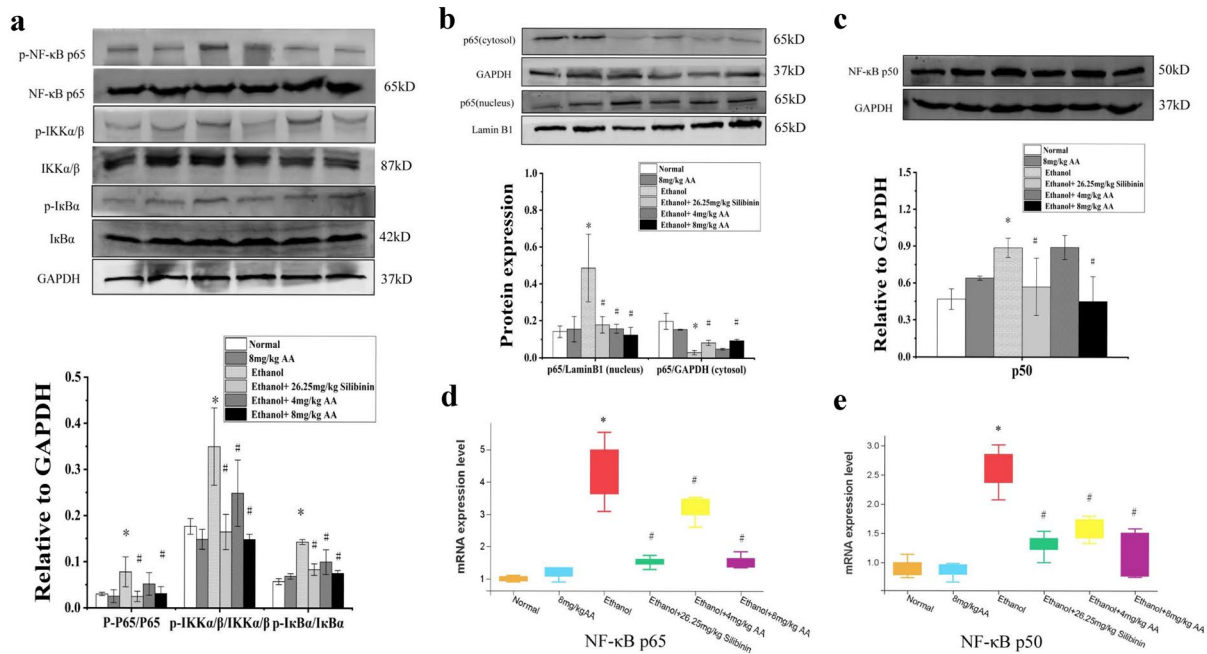 a
p-NF-κB p65
NF-κB p65
65kD
p-IKKα/β
IKKα/β
87kD
p-IκBα
IκBα
42kD
GAPDH
37kD
Normal
8mg/kg AA
Ethanol
Ethanol+ 26.25mg/kg Silibinin
Ethanol+ 4mg/kg AA
Ethanol+ 8mg/kg AA
Relative to GAPDH
0.5
0.4
0.3
0.2
0.1
0.0
* # #
* # # #
* # # #
P-P65/P65 p-IKKα/β/IKKα/β p-IκBα/IκBα
b
p65(cytosol)
65kD
GAPDH
37kD
p65(nucleus)
65kD
Lamin B1
65kD
Normal
8mg/kg AA
Ethanol
Ethanol+ 26.25mg/kg Silibinin
Ethanol+ 4mg/kg AA
Ethanol+ 8mg/kg AA
Protein expression
1.0
0.8
0.6
0.4
0.2
0.0
* # # #
* # #
p65/LaminB1 (nucleus) p65/GAPDH (cytosol)
c
NF-κB p50
50kD
GAPDH
37kD
Normal
8mg/kg AA
Ethanol
Ethanol+ 26.25mg/kg Silibinin
Ethanol+ 4mg/kg AA
Ethanol+ 8mg/kg AA
Relative to GAPDH
1.5
1.2
0.9
0.6
0.3
0.0
* # #
p50
d
mRNA expression level
5
4
3
2
1
* # # #
Normal
8mg/kgAA
Ethanol
Ethanol+26.25mg/kg Silibinin
Ethanol+4mg/kg AA
Ethanol+8mg/kg AA
NF-κB p65
e
mRNA expression level
3.0
2.5
2.0
1.5
1.0
* # # #
Normal
8mg/kgAA
Ethanol
Ethanol+26.25mg/kg Silibinin
Ethanol+4mg/kg AA
Ethanol+8mg/kg AA
NF-κB p50